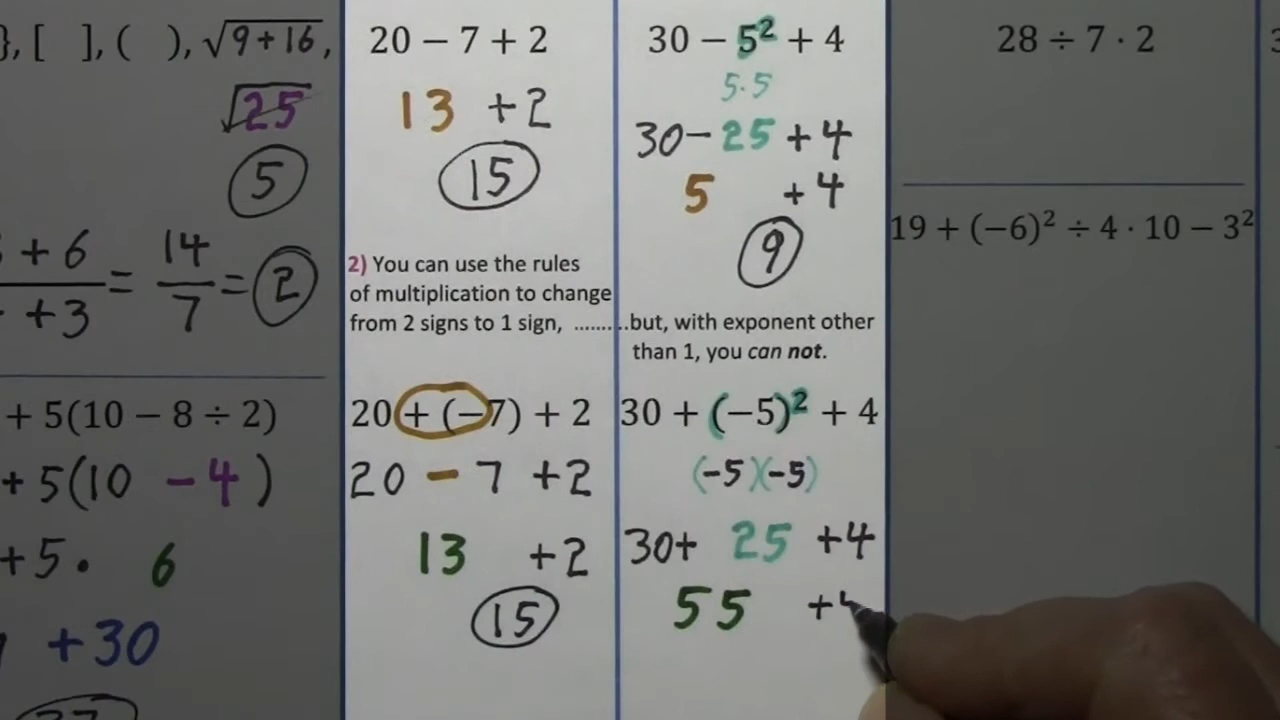 }, [ ], ( ), √9 + 16,
√25
5
+ 6
+ 3
= 14/7 = 2
+ 5(10 − 8 ÷ 2)
+ 5(10 − 4)
+ 5 · 6
+ 30
20 − 7 + 2
13 + 2
15
2) You can use the rules
of multiplication to change
from 2 signs to 1 sign, ........
20 + (−7) + 2
20 − 7 + 2
13 + 2
15
30 − 5² + 4
5·5
30 − 25 + 4
5 + 4
9
..but, with exponent other
than 1, you can not.
30 + (−5)² + 4
(−5)(−5)
30 + 25 + 4
55 +
28 ÷ 7 · 2
19 + (−6)² ÷ 4 · 10 − 3²